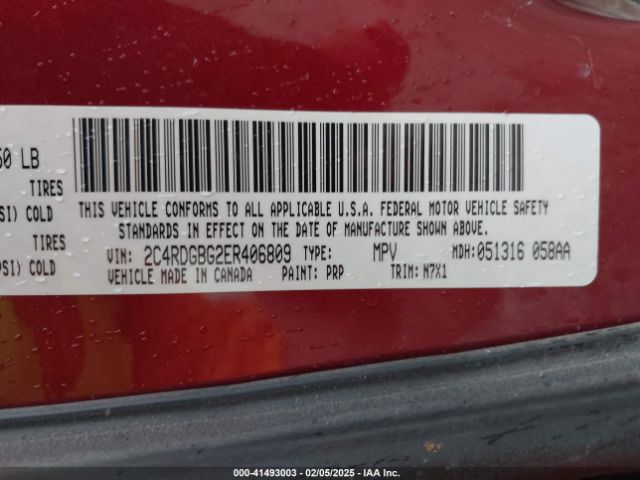 50 LB
TIRES
SI) COLD
TIRES
PSI) COLD
THIS VEHICLE CONFORMS TO ALL APPLICABLE U.S.A. FEDERAL MOTOR VEHICLE SAFETY
STANDARDS IN EFFECT ON THE DATE OF MANUFACTURE SHOWN ABOVE.
VIN: 2C4RDGBG2ER406809 TYPE: MPV MDH: 051316 058AA
VEHICLE MADE IN CANADA PAINT: PRP TRIM: N7X1
000-41493003 — 02/05/2025 — IAA Inc.